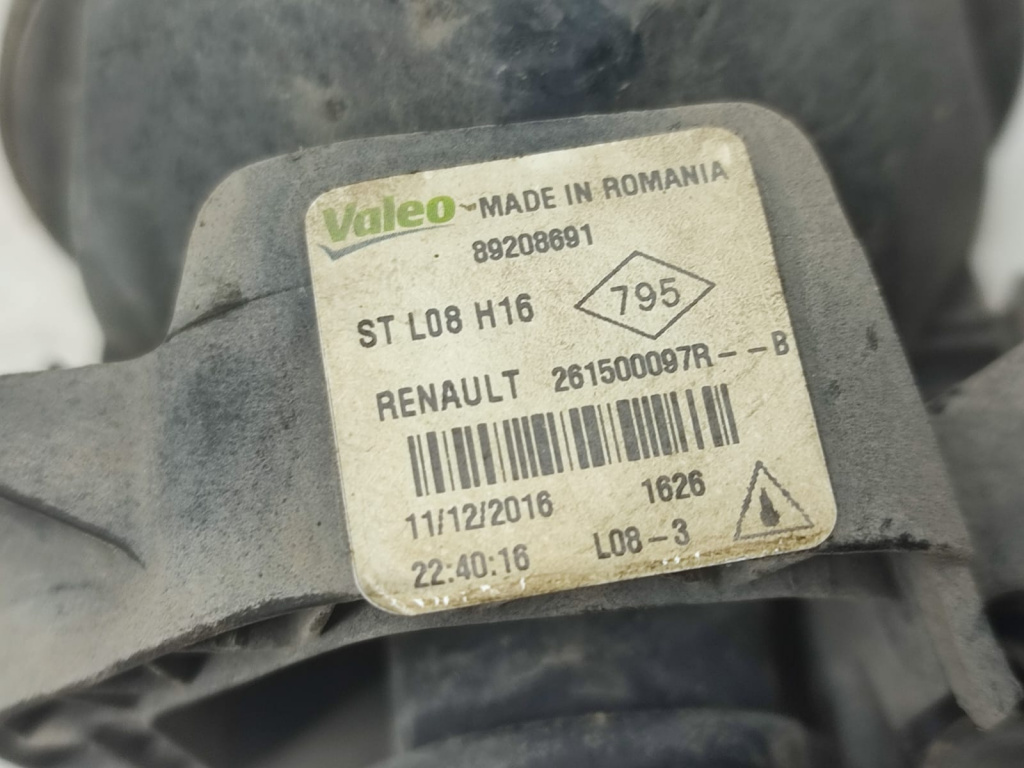 Valeo -MADE IN ROMANIA
89208691
ST L08 H16 795
RENAULT 261500097R--B
11/12/2016 1626
22:40:16 L08-3